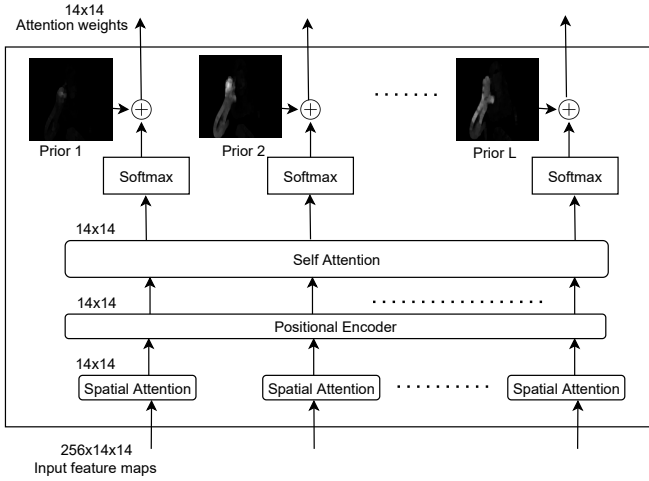 14x14
Attention weights
Prior 1
Prior 2
Prior L
Softmax
Softmax
Softmax
14x14
Self Attention
14x14
Positional Encoder
14x14
Spatial Attention
Spatial Attention
Spatial Attention
256x14x14
Input feature maps